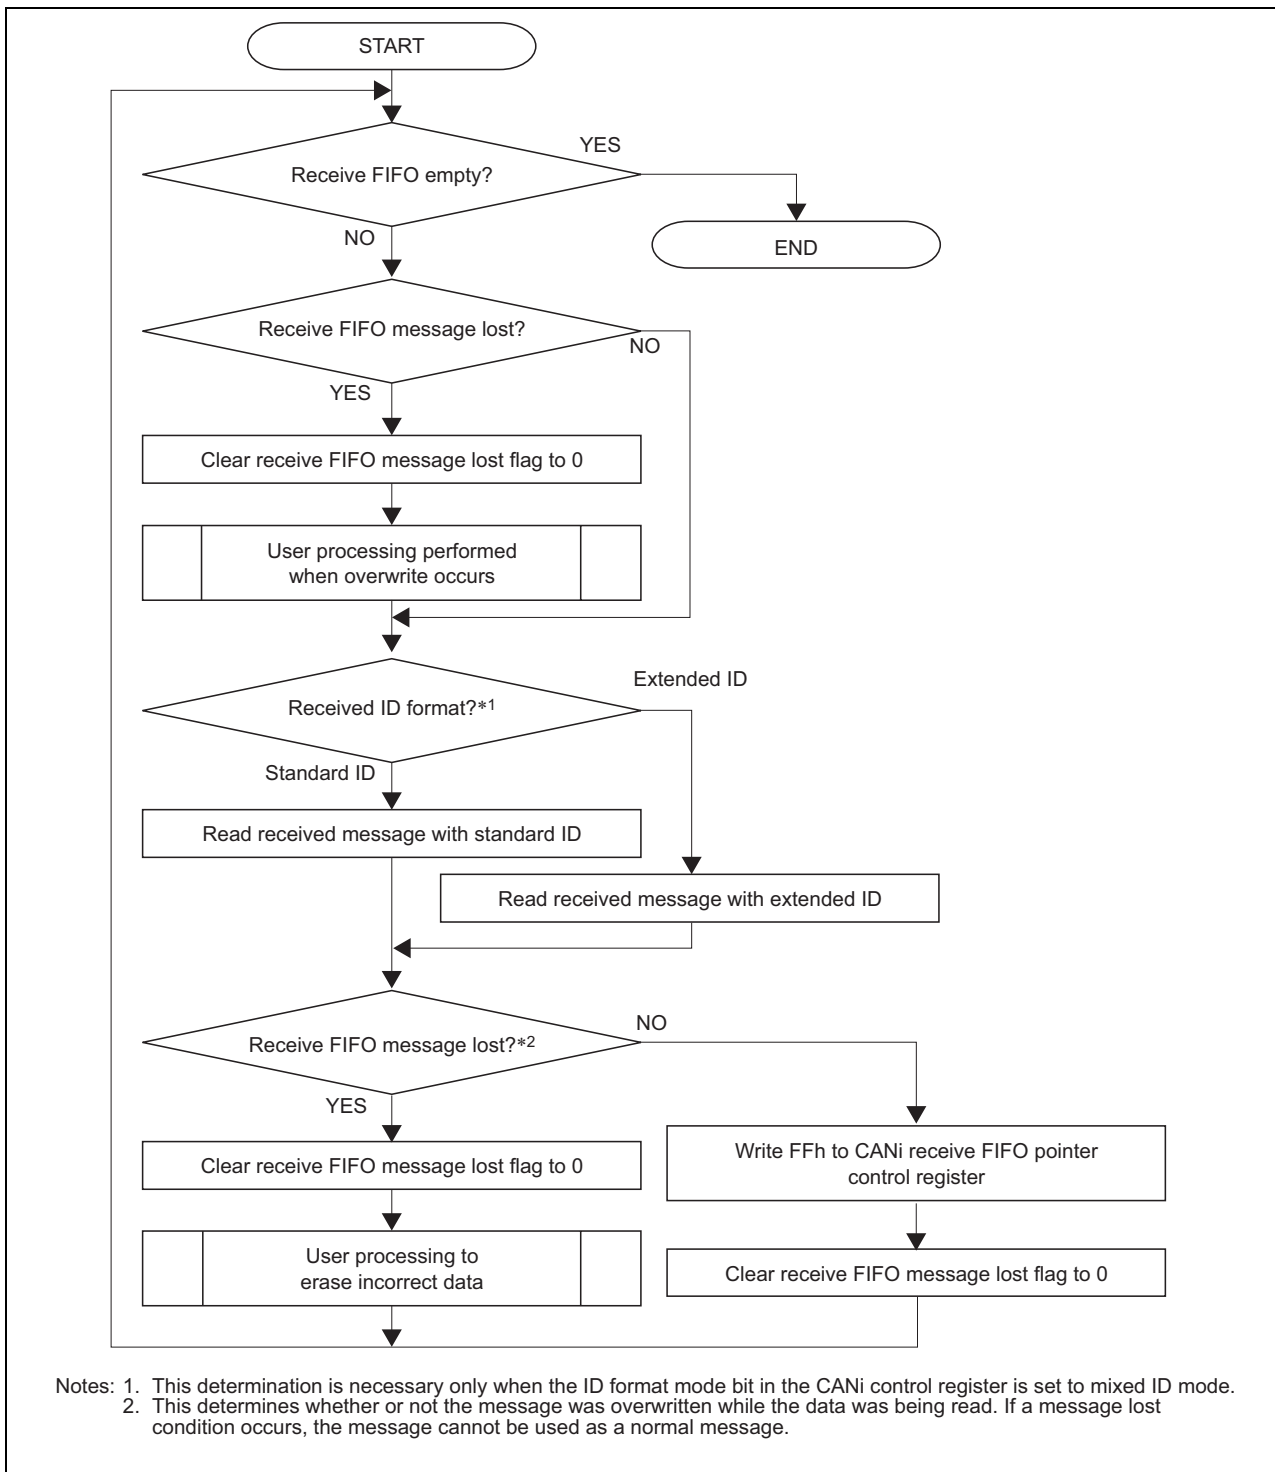 START
Receive FIFO empty?
YES
END
NO
Receive FIFO message lost?
NO
YES
Clear receive FIFO message lost flag to 0
User processing performed
when overwrite occurs
Extended ID
Received ID format?*1
Standard ID
Read received message with standard ID
Read received message with extended ID
NO
Receive FIFO message lost?*2
YES
Write FFh to CANi receive FIFO pointer
control register
Clear receive FIFO message lost flag to 0
User processing to
erase incorrect data
Clear receive FIFO message lost flag to 0
Notes: 1. This determination is necessary only when the ID format mode bit in the CANi control register is set to mixed ID mode.
2. This determines whether or not the message was overwritten while the data was being read. If a message lost
condition occurs, the message cannot be used as a normal message.